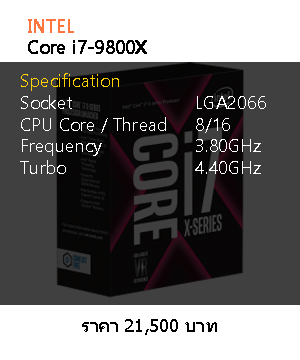 INTEL
Core i7-9800X
Specification
Socket LGA2066
CPU Core / Thread 8/16
Frequency 3.80GHz
Turbo 4.40GHz
CORE
i7
X-SERIES
ราคา 21,500 บาท